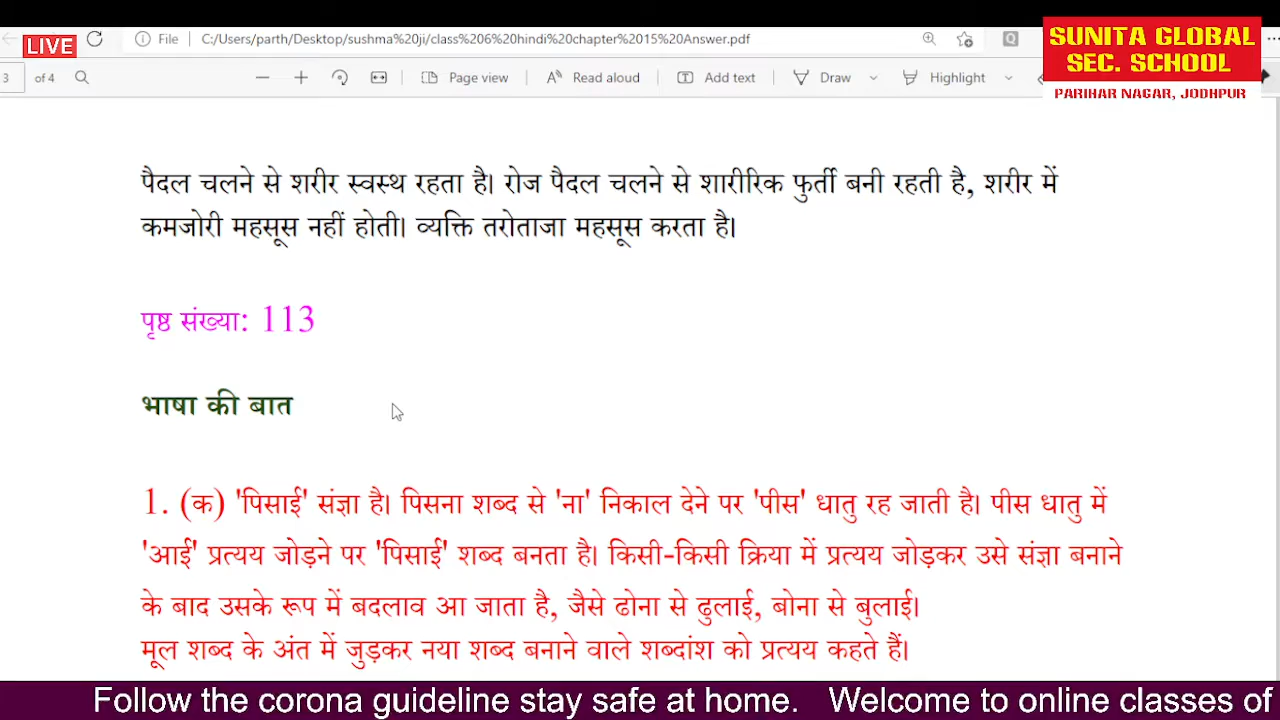 LIVE
File C:/Users/parth/Desktop/sushma%20ji/class%206%20hindi%20chapter%2015%20Answer.pdf
SUNITA GLOBAL
SEC. SCHOOL
PARIHAR NAGAR, JODHPUR
3 of 4 Page view Read aloud Add text Draw Highlight
पैदल चलने से शरीर स्वस्थ रहता है। रोज पैदल चलने से शारीरिक फुर्ती बनी रहती है, शरीर में
कमजोरी महसूस नहीं होती। व्यक्ति तरोताजा महसूस करता है।
पृष्ठ संख्या: 113
भाषा की बात
1. (क) 'पिसाई' संज्ञा है। पिसना शब्द से 'ना' निकाल देने पर 'पीस' धातु रह जाती है। पीस धातु में
'आई' प्रत्यय जोड़ने पर 'पिसाई' शब्द बनता है। किसी-किसी क्रिया में प्रत्यय जोड़कर उसे संज्ञा बनाने
के बाद उसके रूप में बदलाव आ जाता है, जैसे ढोना से ढुलाई, बोना से बुलाई।
मूल शब्द के अंत में जुड़कर नया शब्द बनाने वाले शब्दांश को प्रत्यय कहते हैं।
Follow the corona guideline stay safe at home. Welcome to online classes of